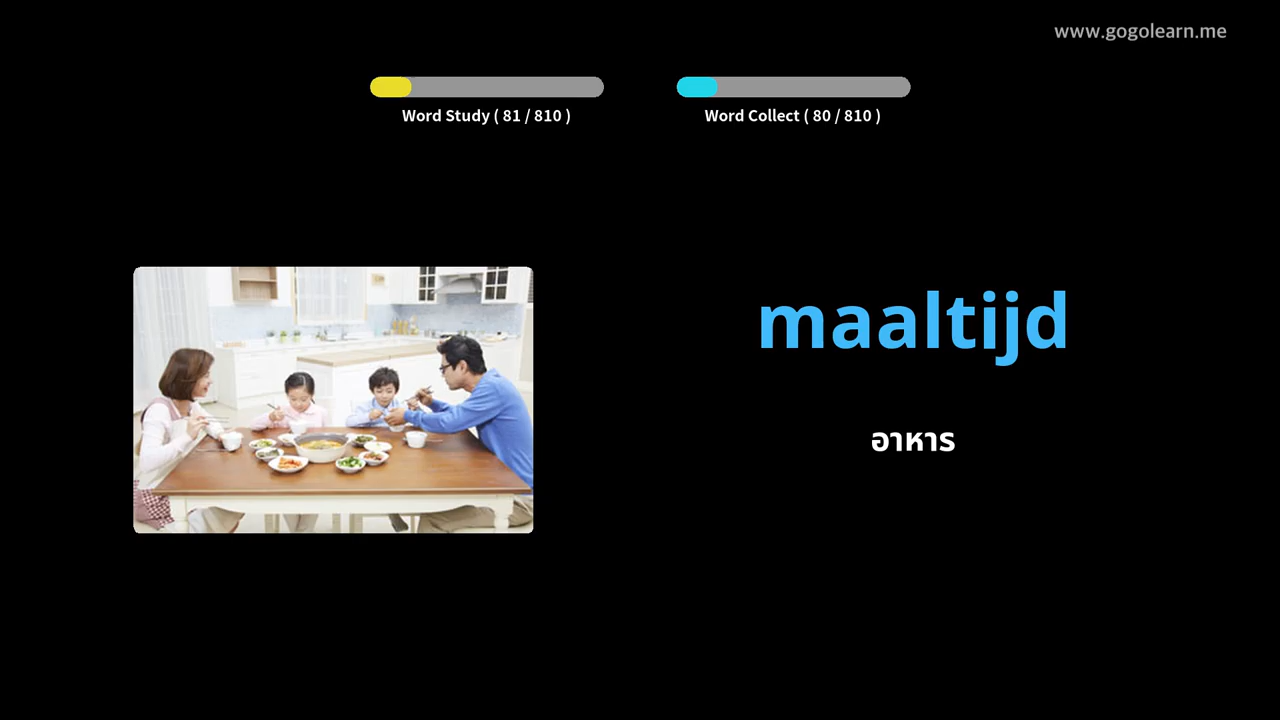 www.gogolearn.me
Word Study ( 81 / 810 )
Word Collect ( 80 / 810 )
maaltijd
อาหาร